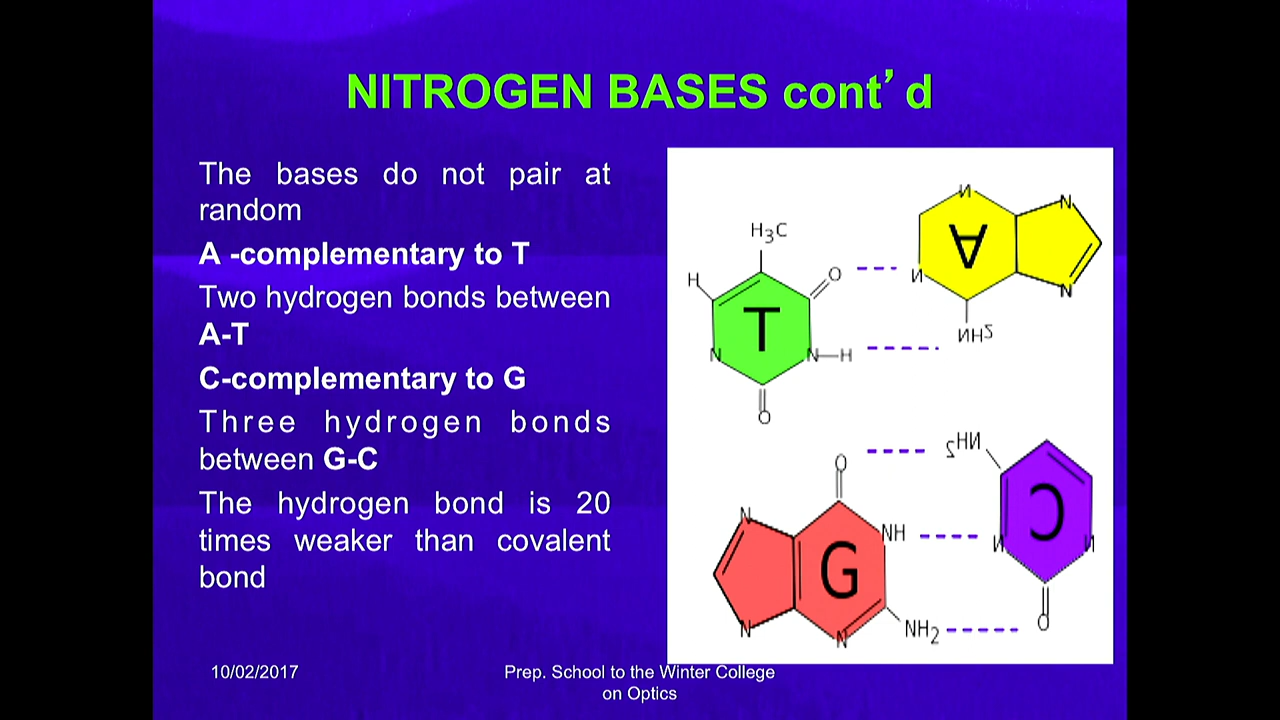 NITROGEN BASES cont’d
The bases do not pair at
random
A -complementary to T
Two hydrogen bonds between
A-T
C-complementary to G
Three hydrogen bonds
between G-C
The hydrogen bond is 20
times weaker than covalent
bond
N
N
A
N
N
NH2
H3C
H
O
T
N
N—H
O
NH2
C
N
N
O
O
N
NH
G
N
N
NH2
10/02/2017
Prep. School to the Winter College
on Optics